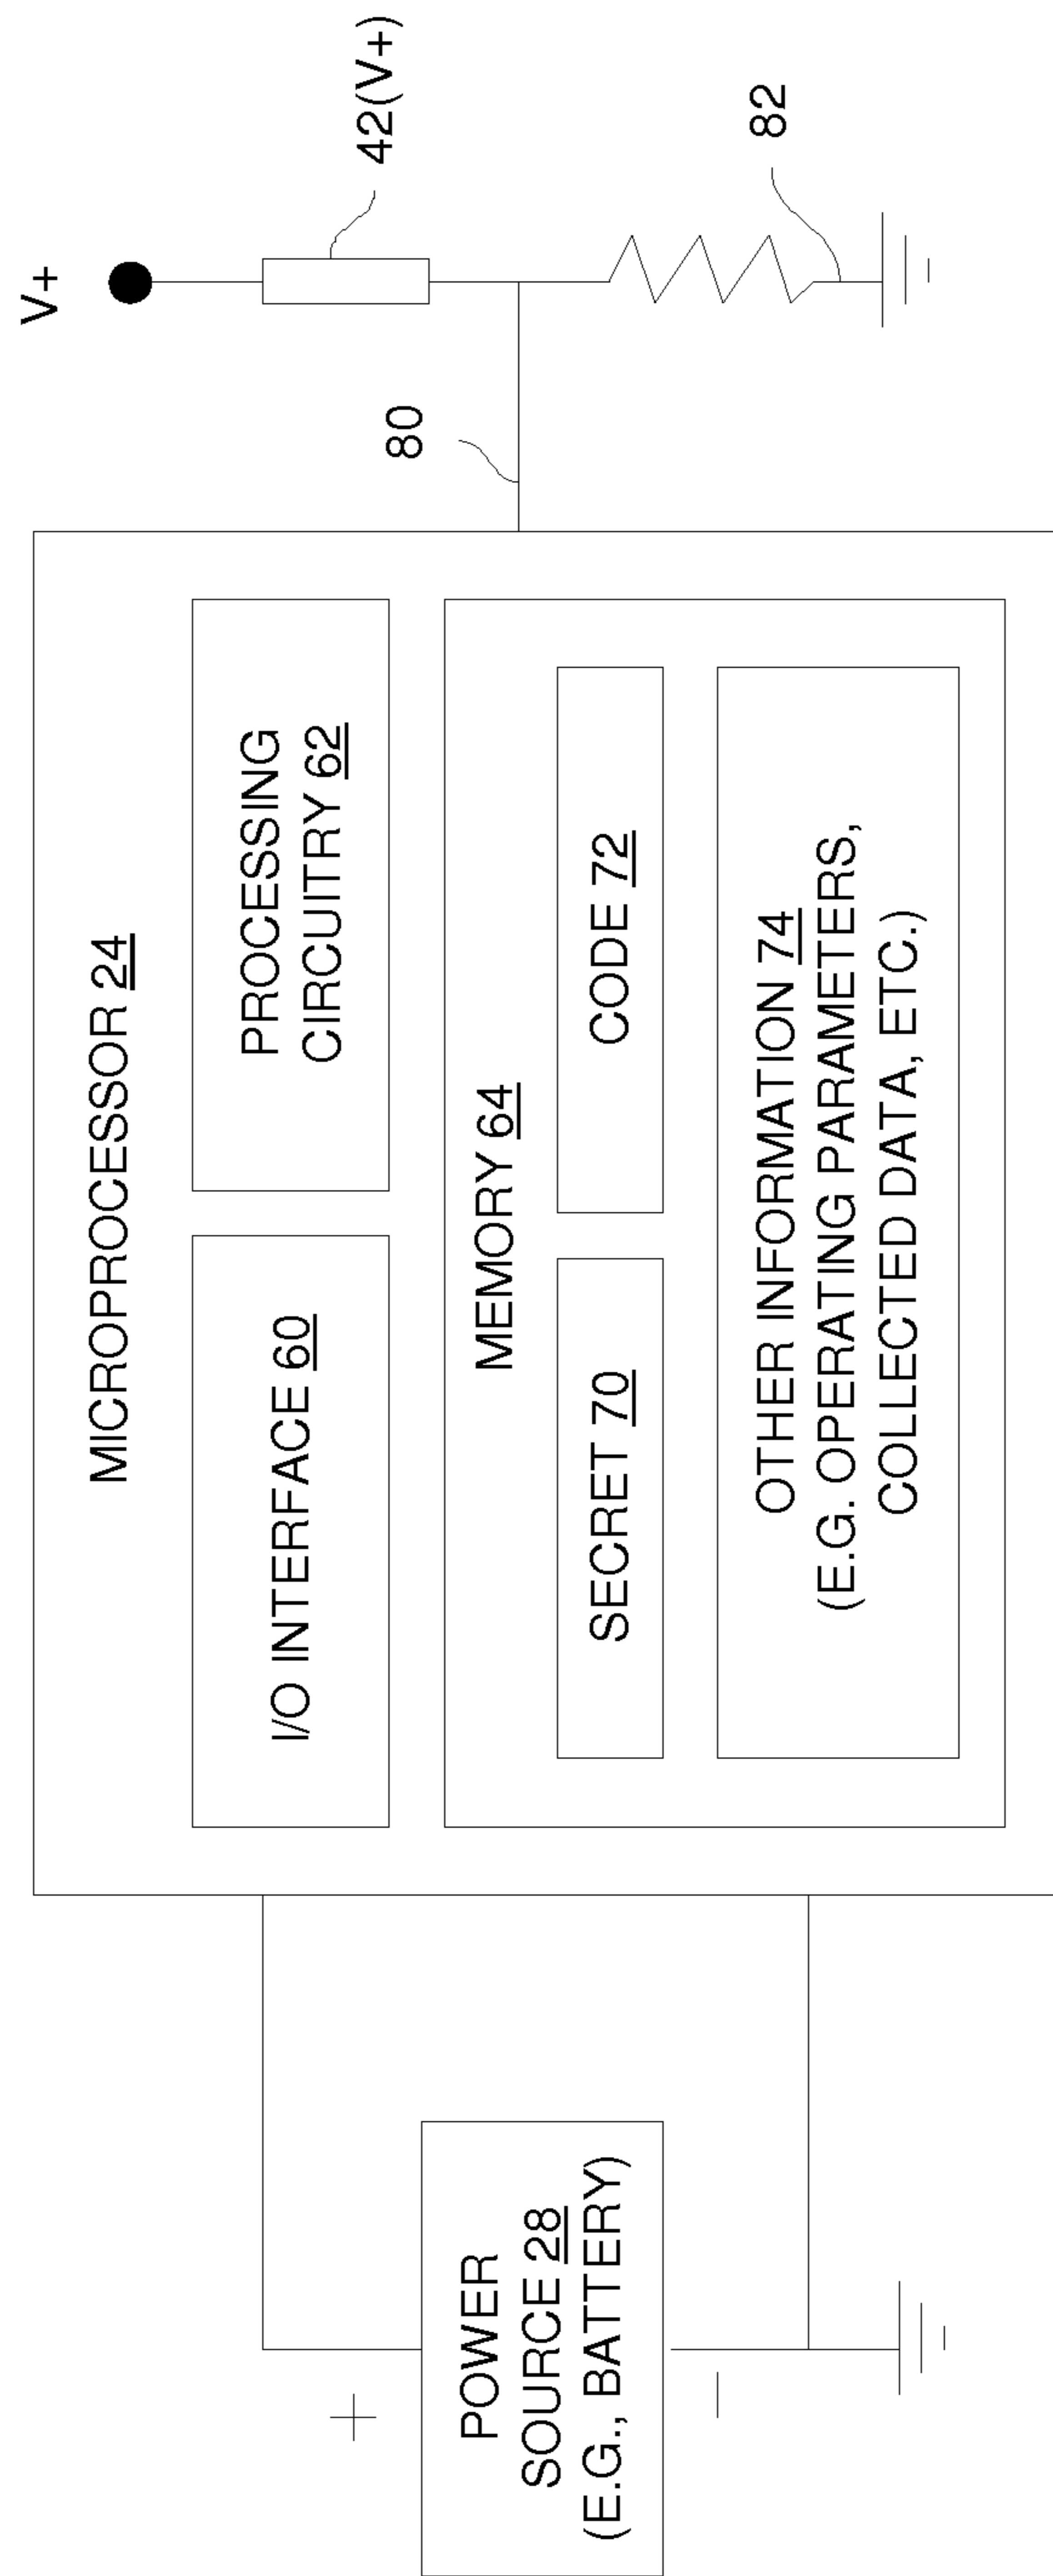 V+
42(V+)
80
82
MICROPROCESSOR 24
I/O INTERFACE 60
PROCESSING
CIRCUITRY 62
MEMORY 64
SECRET 70
CODE 72
OTHER INFORMATION 74
(E.G. OPERATING PARAMETERS,
COLLECTED DATA, ETC.)
+
POWER
SOURCE 28
(E.G., BATTERY)
–